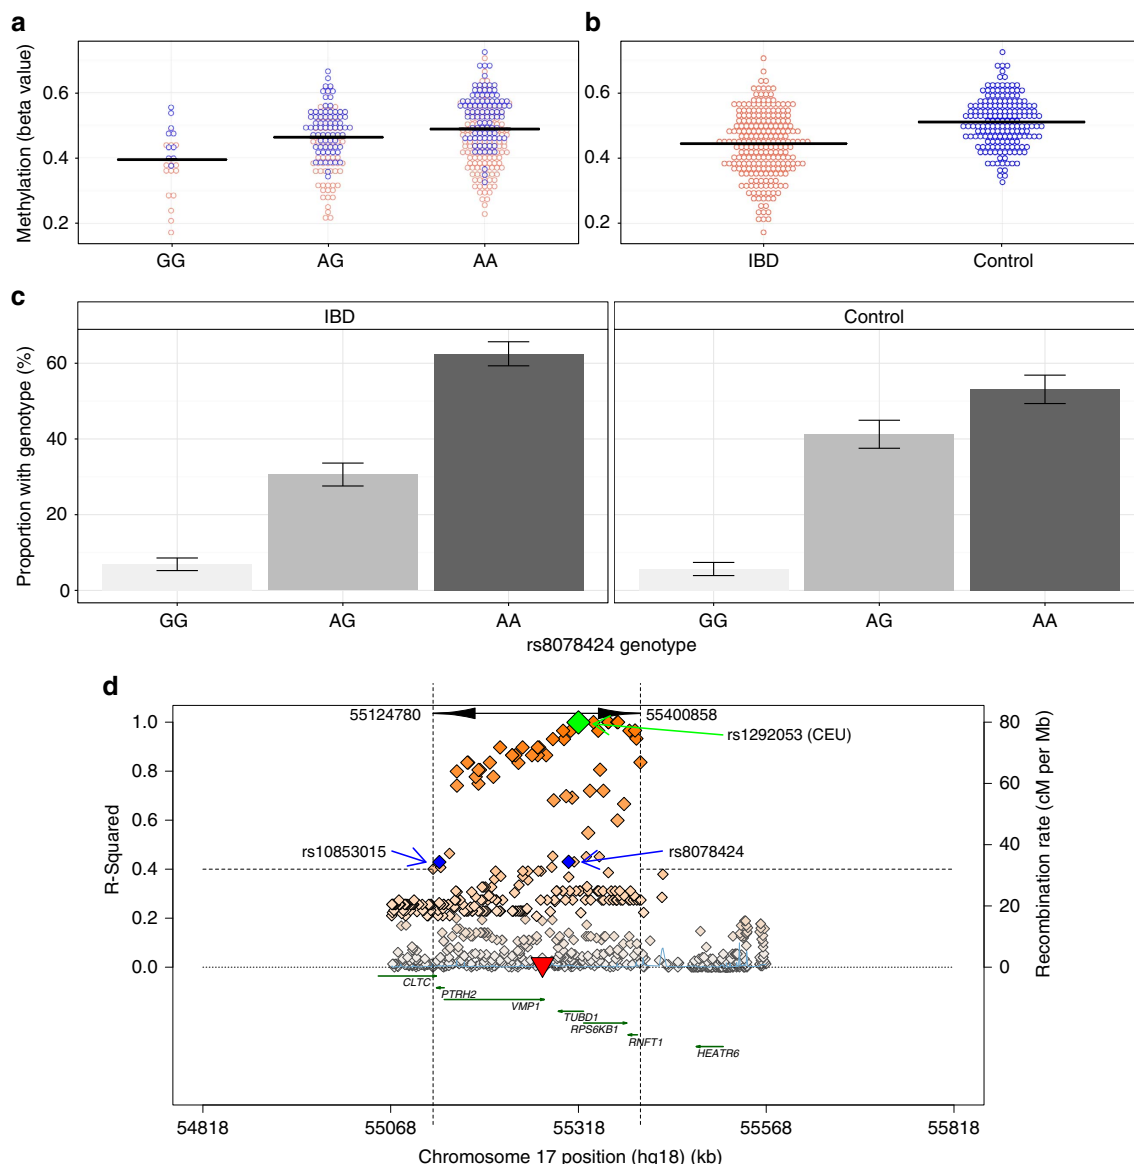 a
b
Methylation (beta value)
0.6
0.4
0.2
GG
AG
AA
0.6
0.4
0.2
IBD
Control
c
IBD
Control
Proportion with genotype (%)
60
40
20
0
GG
AG
AA
GG
AG
AA
rs8078424 genotype
d
55124780
55400858
rs1292053 (CEU)
rs10853015
rs8078424
R-Squared
1.0
0.8
0.6
0.4
0.2
0.0
Recombination rate (cM per Mb)
80
60
40
20
0
CLTC
PTRH2
VMP1
TUBD1
RPS6KB1
RNFT1
HEATR6
54818
55068
55318
55568
55818
Chromosome 17 position (hg18) (kb)